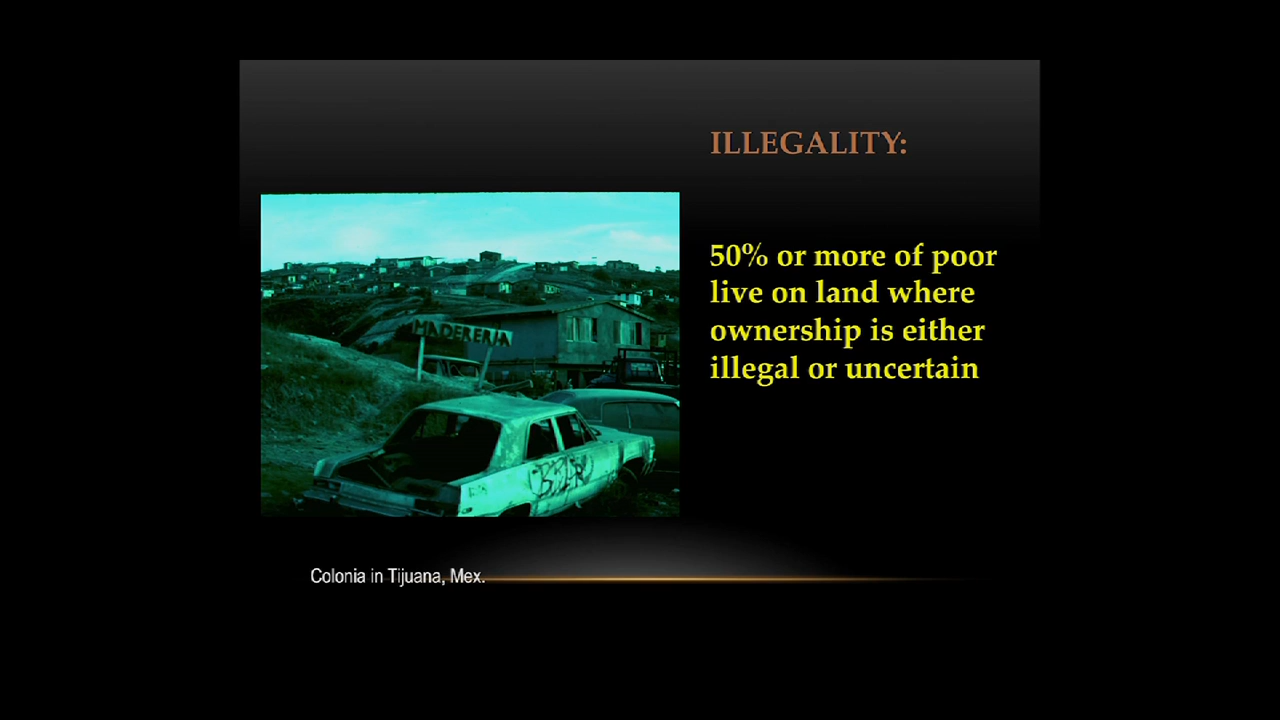 ILLEGALITY:
50% or more of poor
live on land where
ownership is either
illegal or uncertain
MADERERIA
Colonia in Tijuana, Mex.